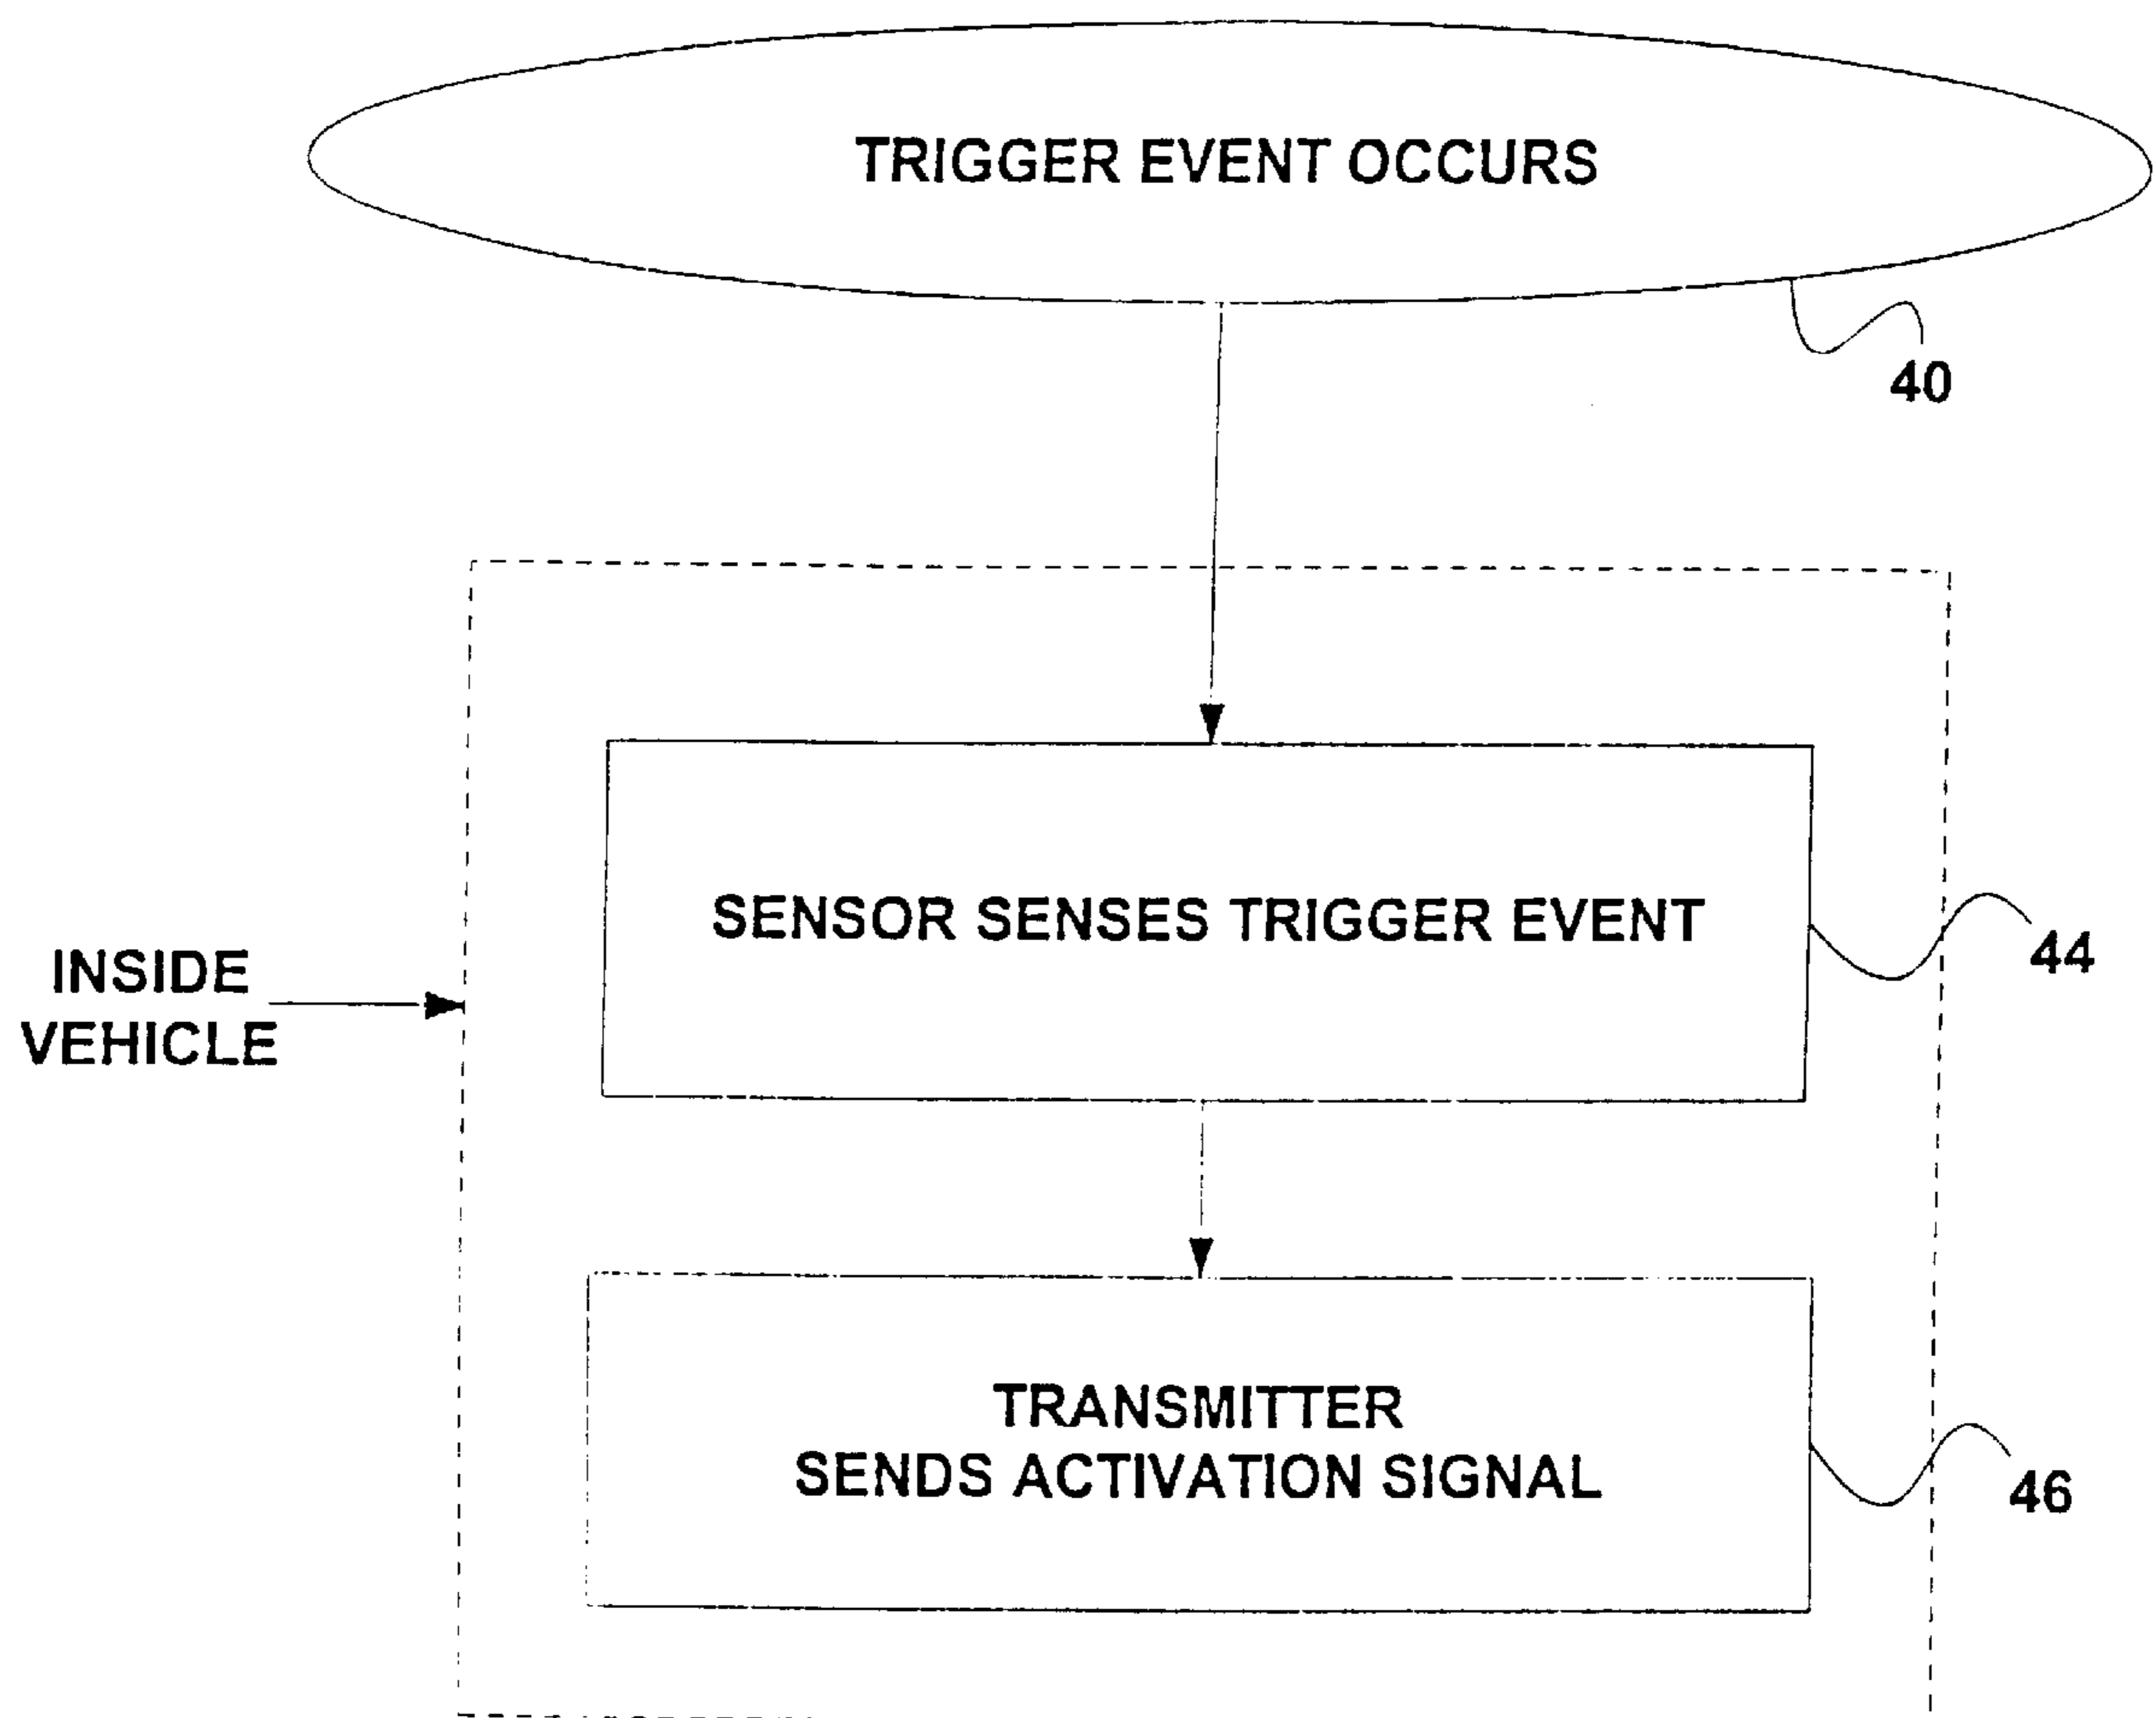 TRIGGER EVENT OCCURS
40
SENSOR SENSES TRIGGER EVENT
44
INSIDE
VEHICLE
TRANSMITTER
SENDS ACTIVATION SIGNAL
46